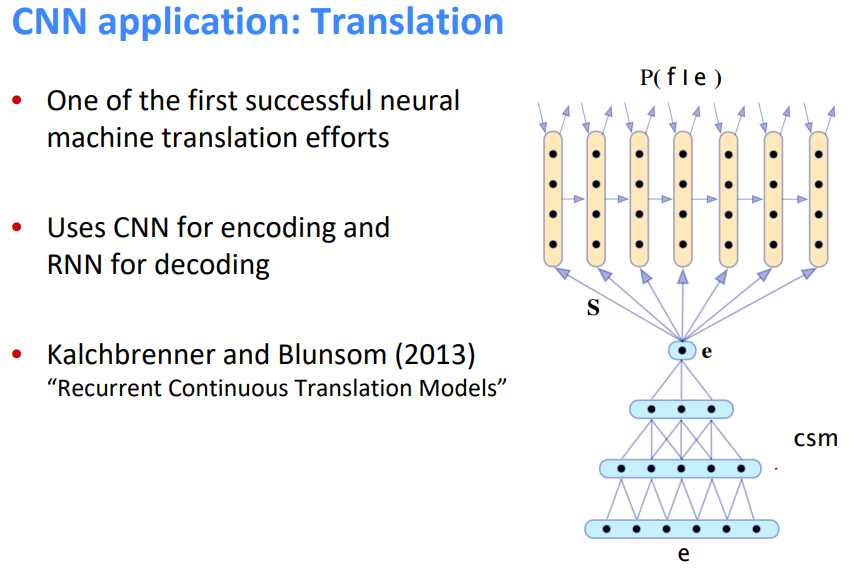 CNN application: Translation
• One of the first successful neural
machine translation efforts
• Uses CNN for encoding and
RNN for decoding
• Kalchbrenner and Blunsom (2013)
“Recurrent Continuous Translation Models”
P( f I e )
S
e
csm
e